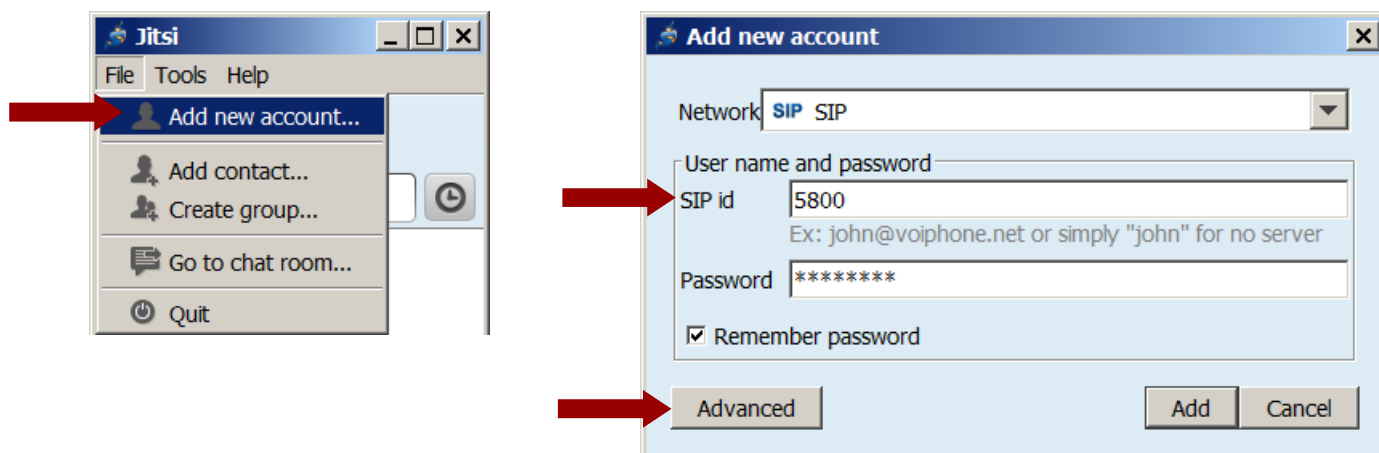 Jitsi
File Tools Help
Add new account...
Add contact...
Create group...
Go to chat room...
Quit
Add new account
Network SIP SIP
User name and password
SIP id 5800
Ex: john@voiphone.net or simply "john" for no server
Password ********
Remember password
Advanced Add Cancel